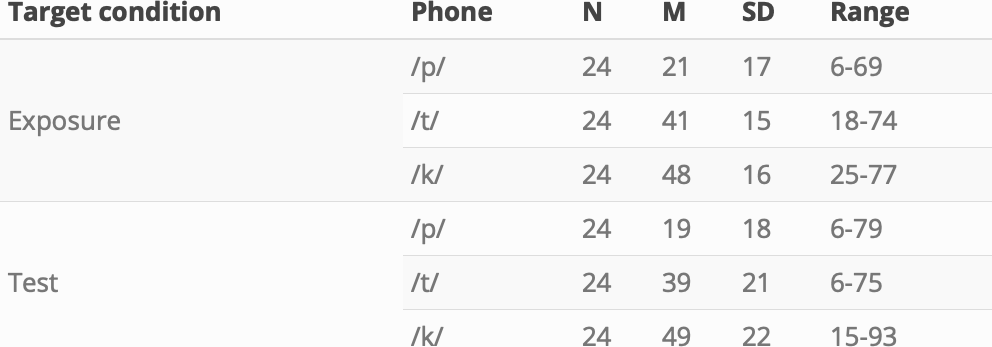 Target condition Phone N M SD Range
/p/ 24 21 17 6-69
Exposure /t/ 24 41 15 18-74
/k/ 24 48 16 25-77
/p/ 24 19 18 6-79
Test /t/ 24 39 21 6-75
/k/ 24 49 22 15-93